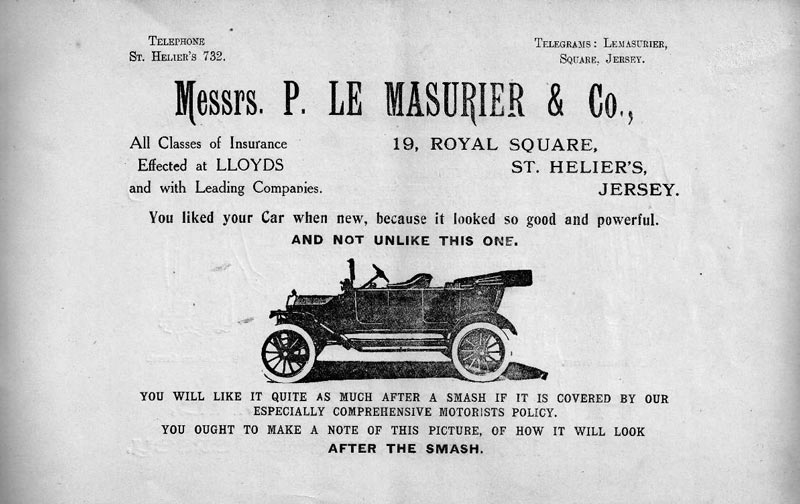 TELEPHONE
ST. HELIER'S 732.
TELEGRAMS: LEMASURIER,
SQUARE, JERSEY.
Messrs. P. LE MASURIER & Co.,
All Classes of Insurance
Effected at LLOYDS
and with Leading Companies.
19, ROYAL SQUARE,
ST. HELIER'S,
JERSEY.
You liked your Car when new, because it looked so good and powerful.
AND NOT UNLIKE THIS ONE.
YOU WILL LIKE IT QUITE AS MUCH AFTER A SMASH IF IT IS COVERED BY OUR
ESPECIALLY COMPREHENSIVE MOTORISTS POLICY.
YOU OUGHT TO MAKE A NOTE OF THIS PICTURE, OF HOW IT WILL LOOK
AFTER THE SMASH.